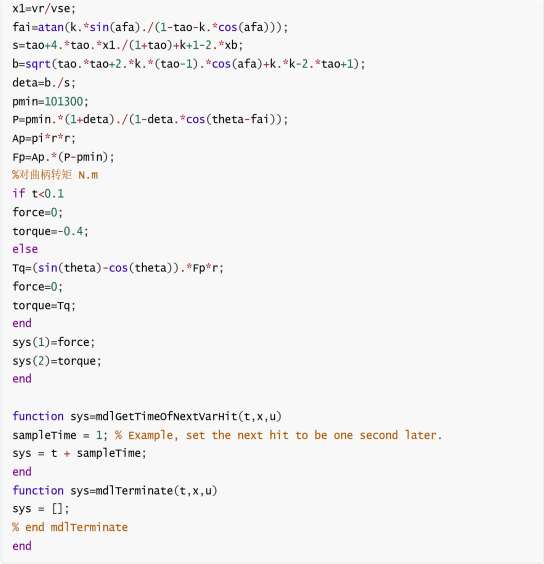 x1=vr/vse;
fai=atan(k.*sin(afa)./(1-tao-k.*cos(afa)));
s=tao+4.*tao.*x1./(1+tao)+k+1-2.*xb;
b=sqrt(tao.*tao+2.*k.*(tao-1).*cos(afa)+k.*k-2.*tao+1);
deta=b./s;
pmin=101300;
P=pmin.*(1+deta)./(1-deta.*cos(theta-fai));
Ap=pi*r*r;
Fp=Ap.*(P-pmin);
%对曲柄转矩 N.m
if t<0.1
force=0;
torque=-0.4;
else
Tq=(sin(theta)-cos(theta)).*Fp*r;
force=0;
torque=Tq;
end
sys(1)=force;
sys(2)=torque;
end
function sys=mdlGetTimeOfNextVarHit(t,x,u)
sampleTime = 1; % Example, set the next hit to be one second later.
sys = t + sampleTime;
end
function sys=mdlTerminate(t,x,u)
sys = [];
% end mdlTerminate
end